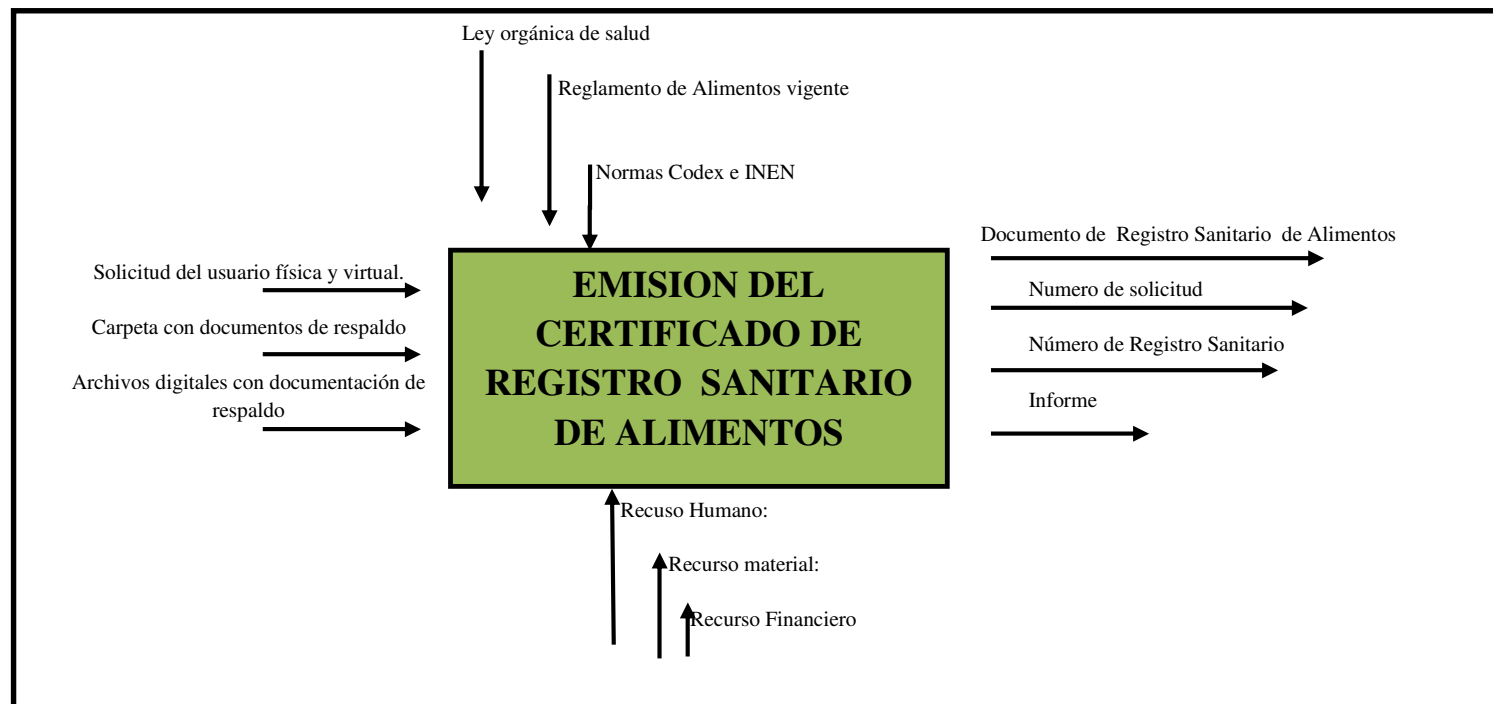 Ley orgánica de salud
Reglamento de Alimentos vigente
Normas Codex e INEN
Solicitud del usuario física y virtual.
Carpeta con documentos de respaldo
Archivos digitales con documentación de
respaldo
EMISION DEL
CERTIFICADO DE
REGISTRO SANITARIO
DE ALIMENTOS
Documento de Registro Sanitario de Alimentos
Numero de solicitud
Número de Registro Sanitario
Informe
Recuso Humano:
Recurso material:
Recurso Financiero